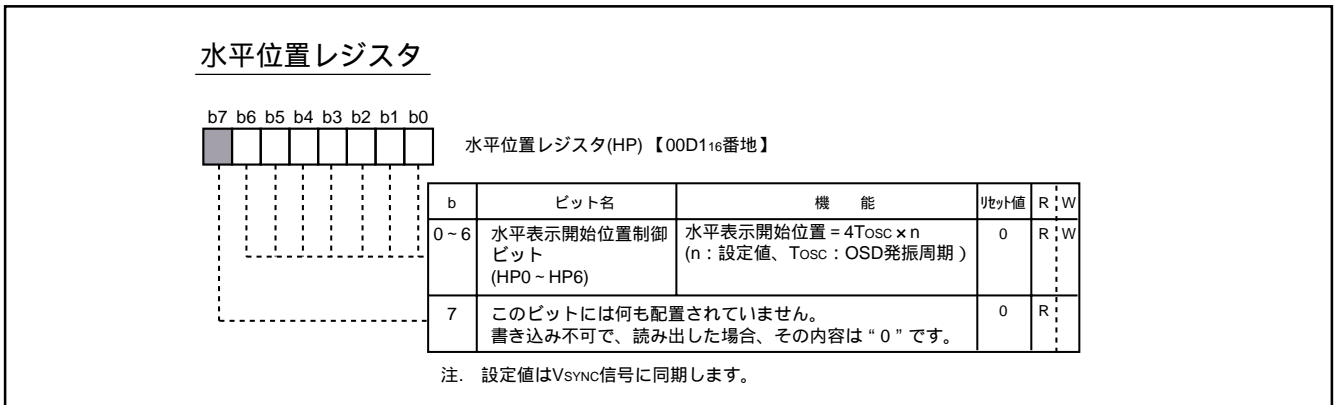 水平位置レジスタ
b7 b6 b5 b4 b3 b2 b1 b0
水平位置レジスタ(HP) 【00D116番地】
b ビット名 機 能 リセット値 R W
0~6 水平表示開始位置制御 水平表示開始位置 = 4TOSC × n 0 R W
ビット (n:設定値、TOSC:OSD発振周期)
(HP0~HP6)
7 このビットには何も配置されていません。 0 R
書き込み不可で、読み出した場合、その内容は“0”です。
注. 設定値はVSYNC信号に同期します。